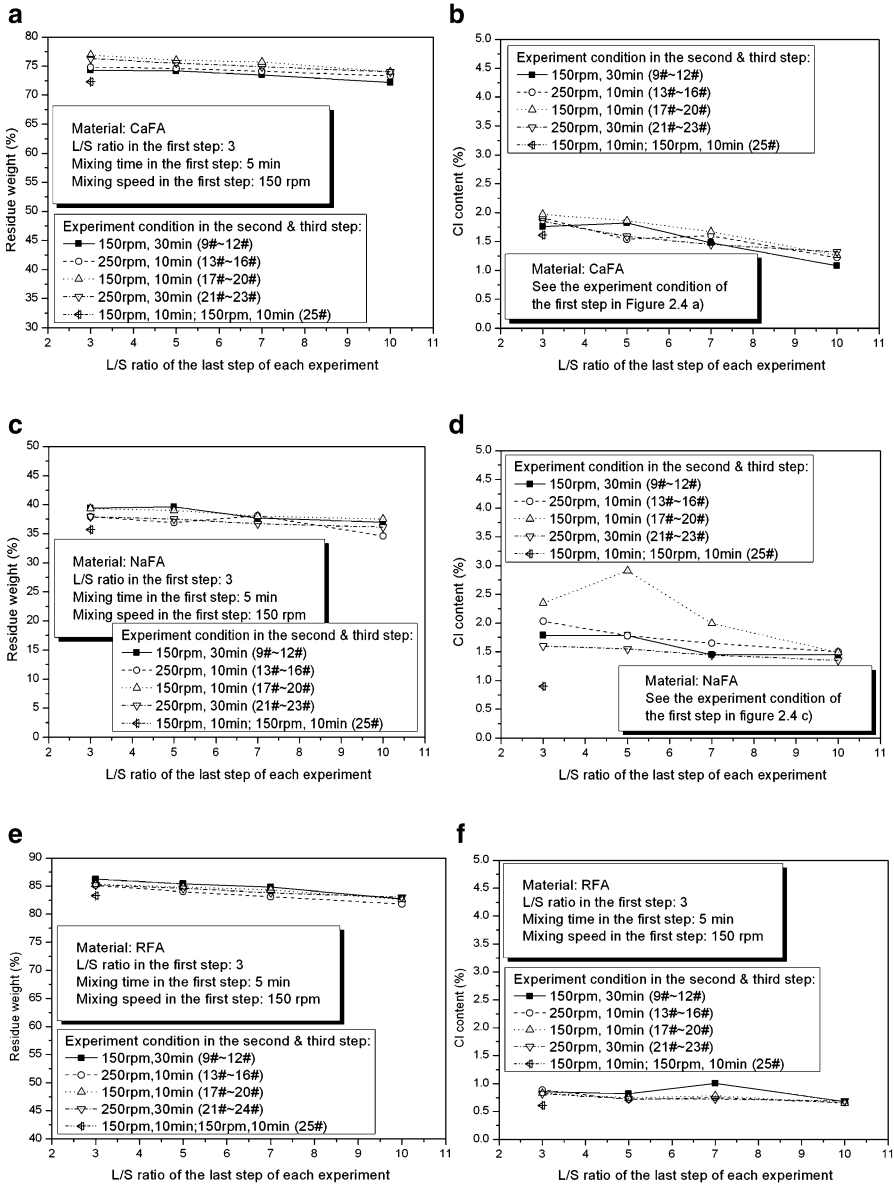 a
80
75
70
65
60
55
50
45
40
35
30
Residue weight (%)
Material: CaFA
L/S ratio in the first step: 3
Mixing time in the first step: 5 min
Mixing speed in the first step: 150 rpm
Experiment condition in the second & third step:
150rpm, 30min (9#~12#)
250rpm, 10min (13#~16#)
150rpm, 10min (17#~20#)
250rpm, 30min (21#~23#)
150rpm, 10min; 150rpm, 10min (25#)
2 3 4 5 6 7 8 9 10 11
L/S ratio of the last step of each experiment
b
5.0
4.5
4.0
3.5
3.0
2.5
2.0
1.5
1.0
0.5
0.0
Cl content (%)
Experiment condition in the second & third step:
150rpm, 30min (9#~12#)
250rpm, 10min (13#~16#)
150rpm, 10min (17#~20#)
250rpm, 30min (21#~23#)
150rpm, 10min; 150rpm, 10min (25#)
Material: CaFA
See the experiment condition of
the first step in Figure 2.4 a)
2 3 4 5 6 7 8 9 10 11
L/S ratio of the last step of each experiment
c
50
45
40
35
30
25
20
15
10
5
0
Residue weight (%)
Material: NaFA
L/S ratio in the first step: 3
Mixing time in the first step: 5 min
Mixing speed in the first step: 150 rpm
Experiment condition in the second & third step:
150rpm, 30min (9#~12#)
250rpm, 10min (13#~16#)
150rpm, 10min (17#~20#)
250rpm, 30min (21#~23#)
150rpm, 10min; 150rpm, 10min (25#)
2 3 4 5 6 7 8 9 10 11
L/S ratio of the last step of each experiment
d
5.0
4.5
4.0
3.5
3.0
2.5
2.0
1.5
1.0
0.5
0.0
Cl content (%)
Experiment condition in the second & third step:
150rpm, 30min (9#~12#)
250rpm, 10min (13#~16#)
150rpm, 10min (17#~20#)
250rpm, 30min (21#~23#)
150rpm, 10min; 150rpm, 10min (25#)
Material: NaFA
See the experiment condition of
the first step in figure 2.4 c)
2 3 4 5 6 7 8 9 10 11
L/S ratio of the last step of each experiment
e
90
85
80
75
70
65
60
55
50
45
40
Residue weight (%)
Material: RFA
L/S ratio in the first step: 3
Mixing time in the first step: 5 min
Mixing speed in the first step: 150 rpm
Experiment condition in the second & third step:
150rpm,30min (9#~12#)
250rpm,10min (13#~16#)
150rpm,10min (17#~20#)
250rpm,30min (21#~24#)
150rpm,10min;150rpm,10min (25#)
2 3 4 5 6 7 8 9 10 11
L/S ratio of the last step of each experiment
f
5.0
4.5
4.0
3.5
3.0
2.5
2.0
1.5
1.0
0.5
0.0
Cl content (%)
Material: RFA
L/S ratio in the first step: 3
Mixing time in the first step: 5 min
Mixing speed in the first step: 150 rpm
Experiment condition in the second & third step:
150rpm, 30min (9#~12#)
250rpm, 10min (13#~16#)
150rpm, 10min (17#~20#)
250rpm, 30min (21#~23#)
150rpm, 10min; 150rpm, 10min (25#)
2 3 4 5 6 7 8 9 10 11
L/S ratio of the last step of each experiment